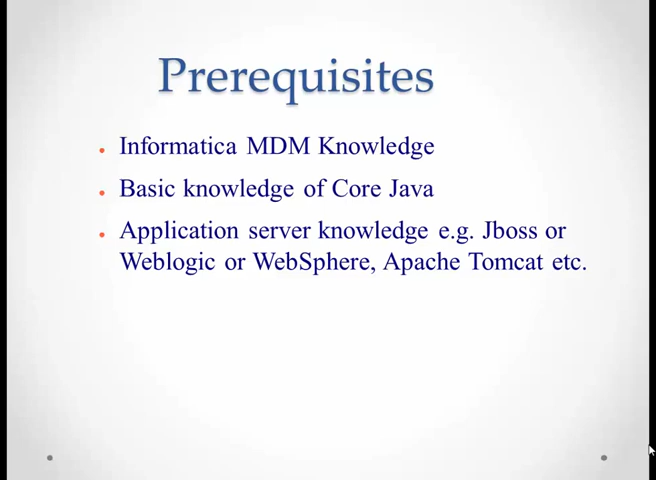 Prerequisites
Informatica MDM Knowledge
Basic knowledge of Core Java
Application server knowledge e.g. Jboss or
Weblogic or WebSphere, Apache Tomcat etc.